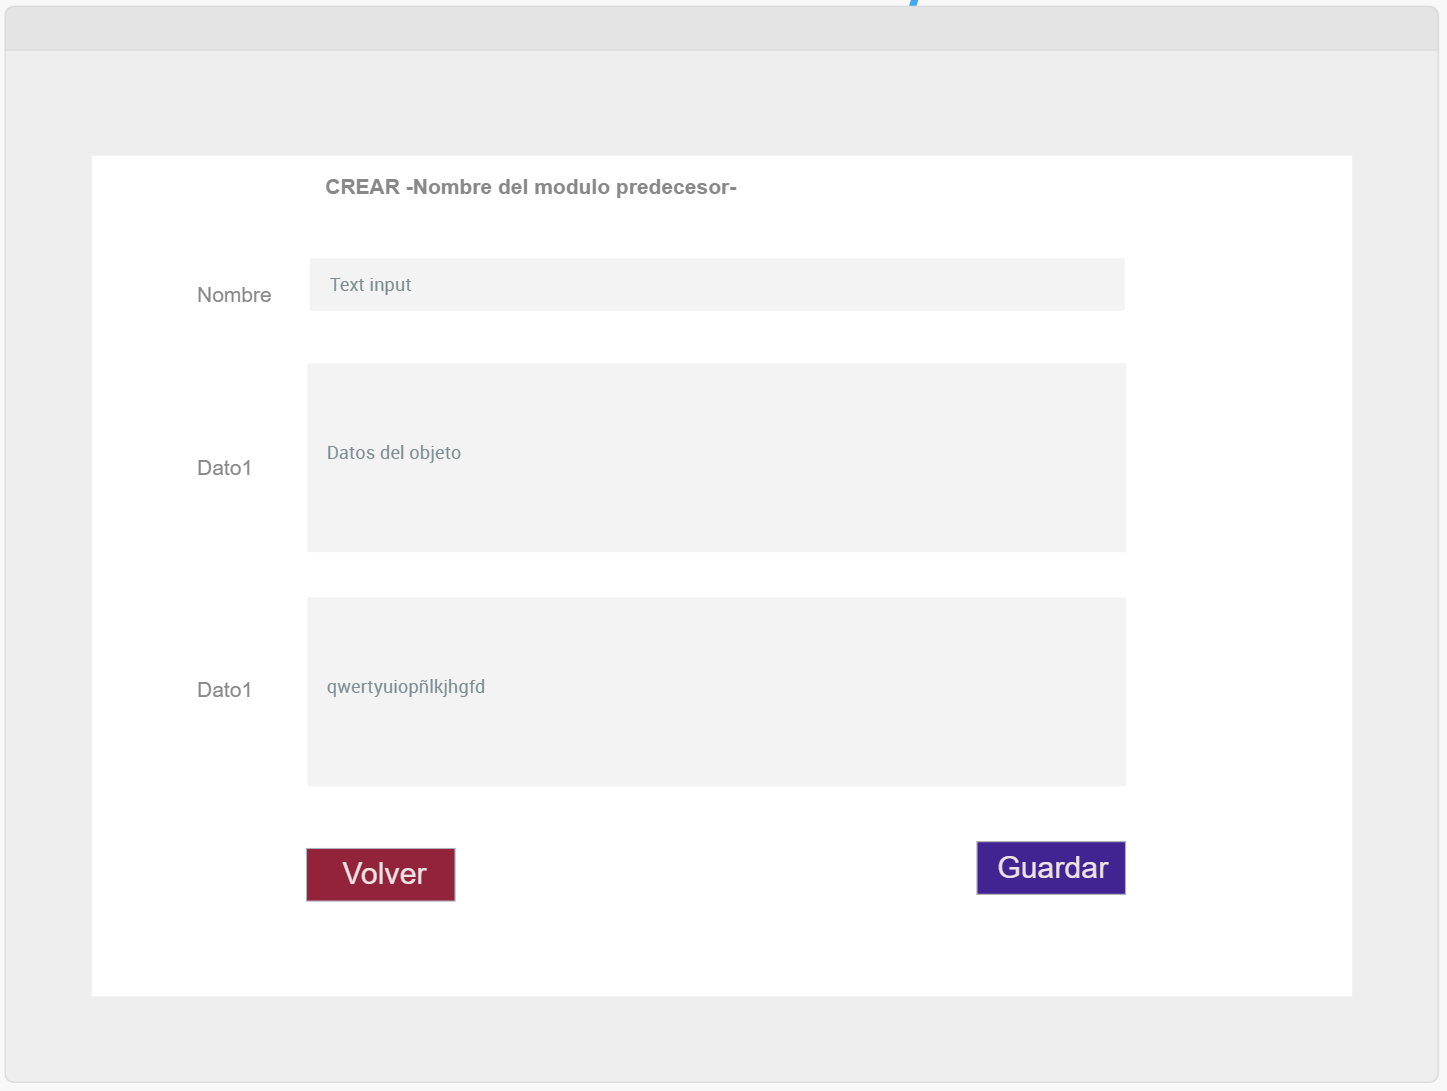 CREAR -Nombre del modulo predecesor-
Nombre
Text input
Dato1
Datos del objeto
Dato1
qwertyuiopñlkjhgfd
Volver
Guardar